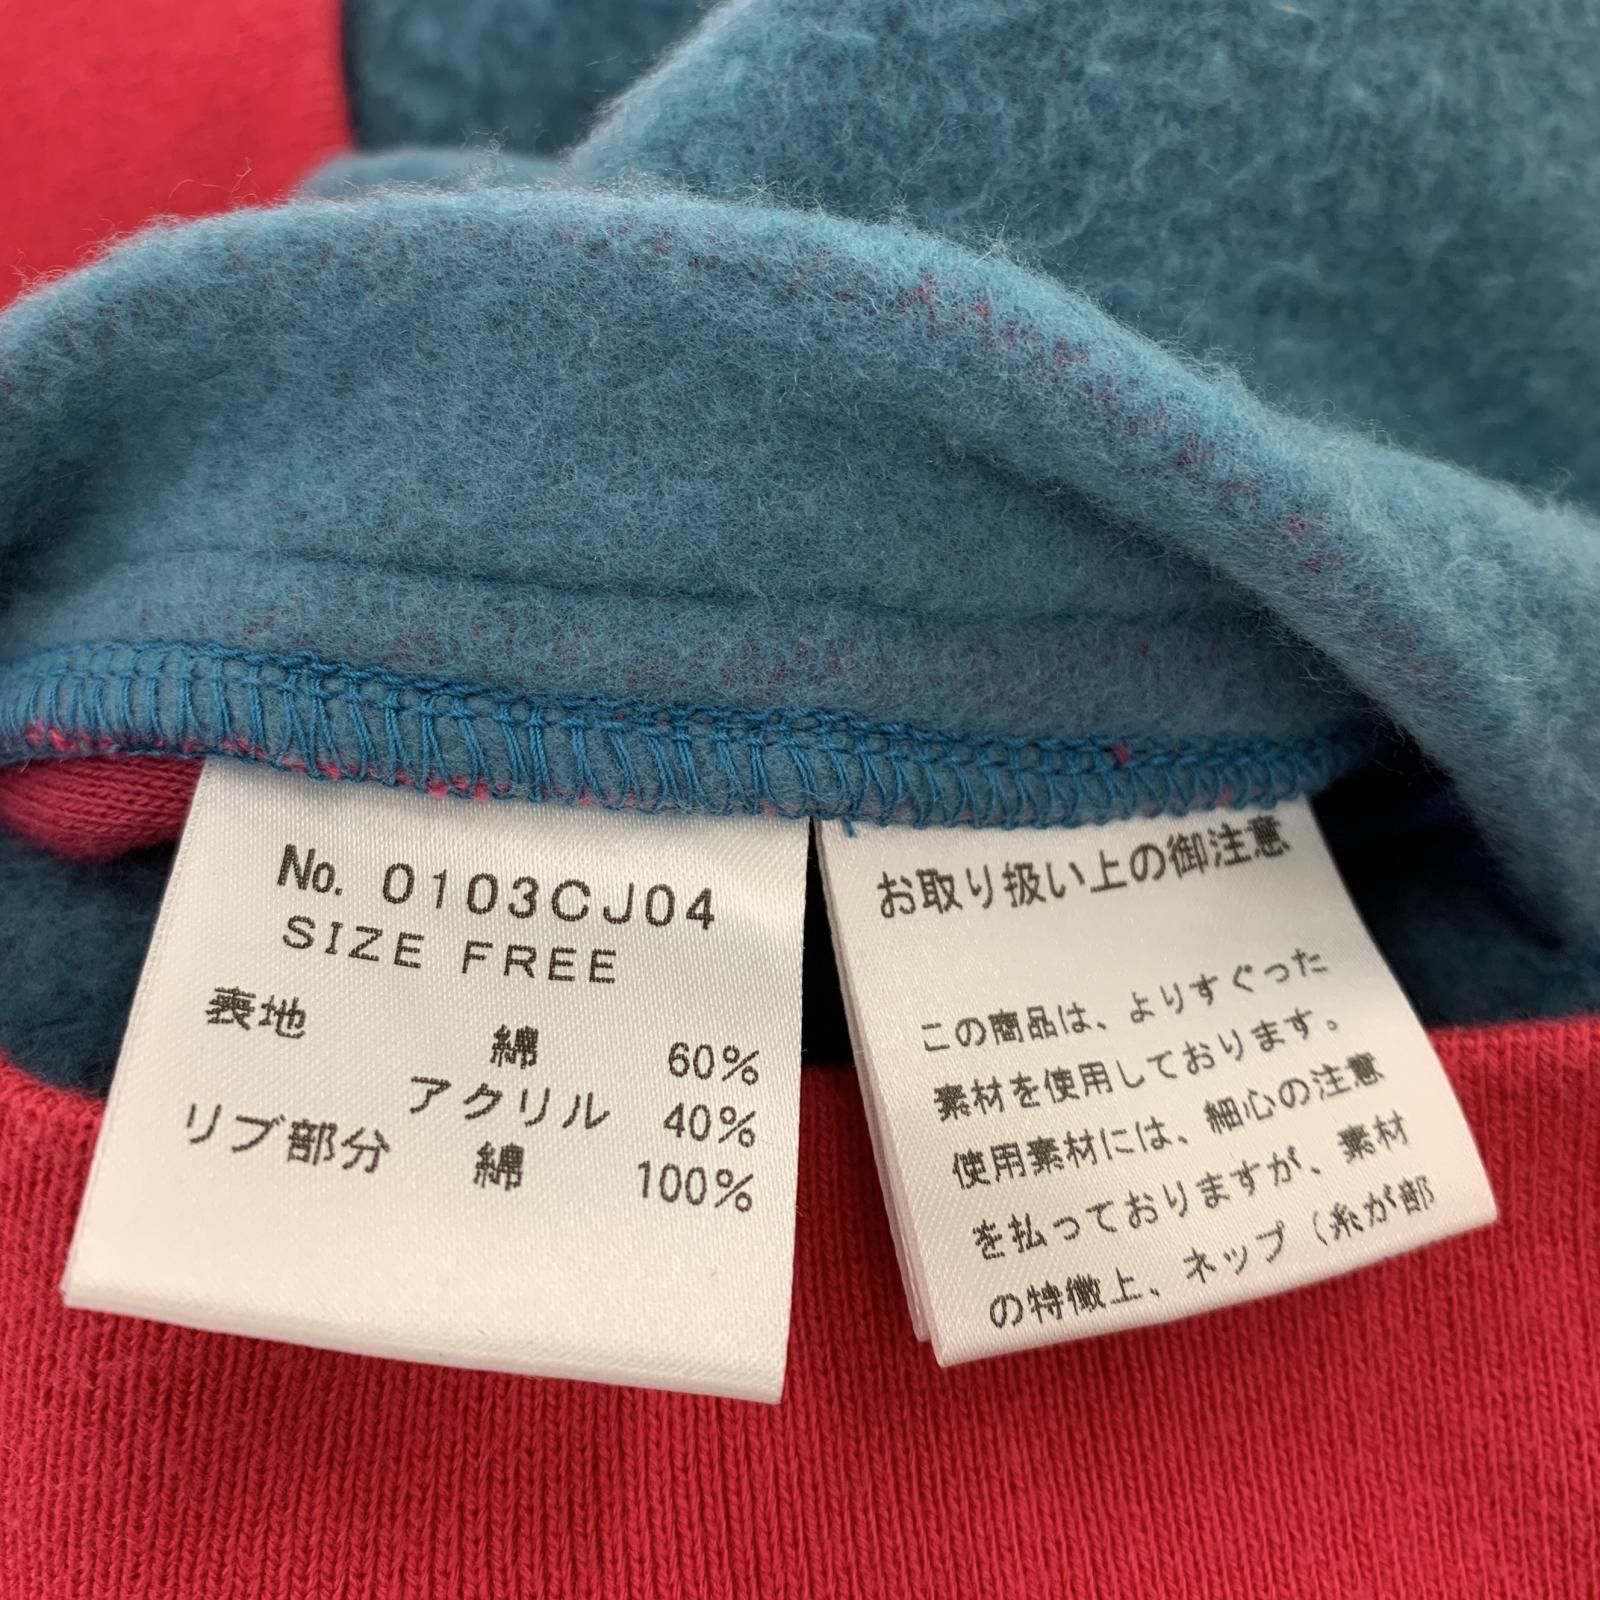 No. 0103CJ04
SIZE FREE
表地 綿 60%
アクリル 40%
リブ部分 綿 100%
お取り扱い上の御注意
この商品は、よりすぐった
素材を使用しております。
使用素材には、細心の注意
を払っておりますが、素材
の特徴上、ネップ（糸が部